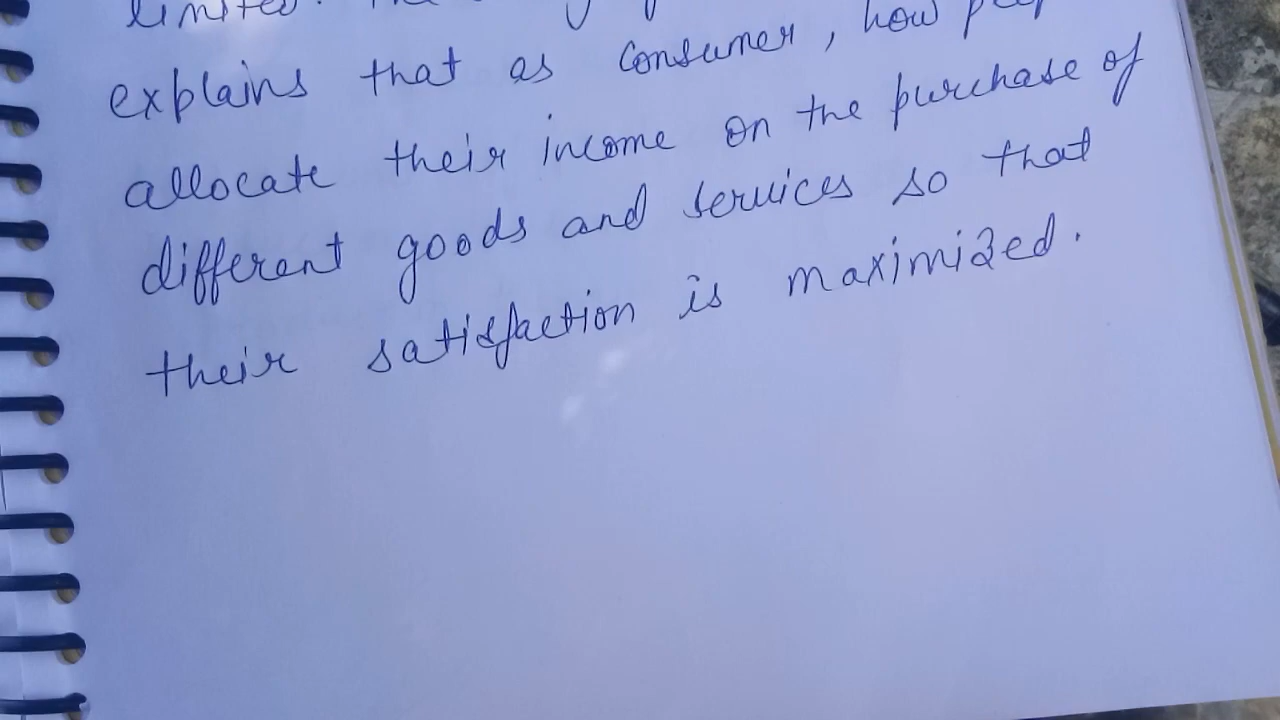 limited.
explains that as consumer, how
allocate their income on the purchase of
different goods and services so that
their satisfaction is maximized.